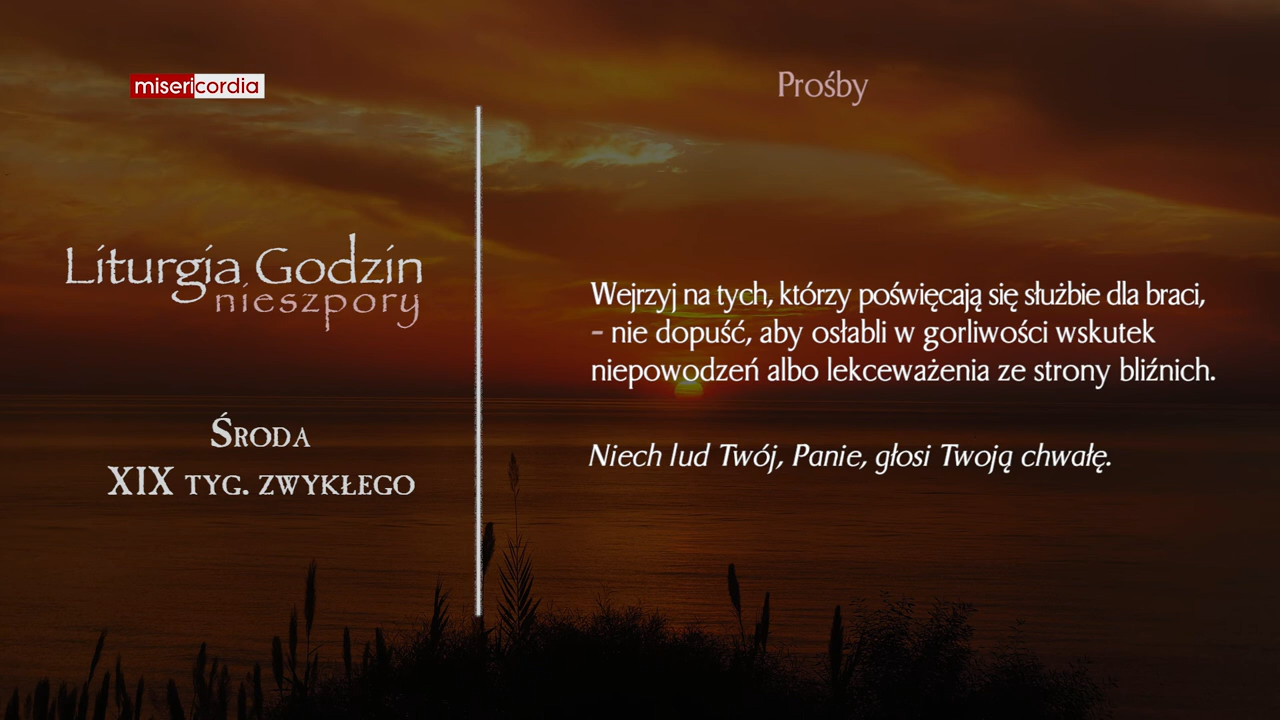 misericordia
Prośby
Liturgia Godzin
nieszpory
Środa
XIX tyg. zwykłego
Wejrzyj na tych, którzy poświęcają się służbie dla braci,
– nie dopuść, aby osłabli w gorliwości wskutek
niepowodzeń albo lekceważenia ze strony bliźnich.
Niech lud Twój, Panie, głosi Twoją chwałę.